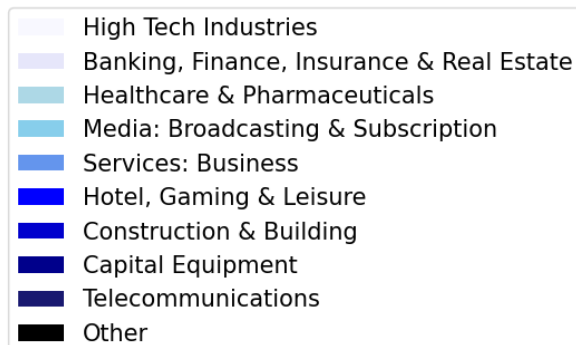 High Tech Industries
Banking, Finance, Insurance & Real Estate
Healthcare & Pharmaceuticals
Media: Broadcasting & Subscription
Services: Business
Hotel, Gaming & Leisure
Construction & Building
Capital Equipment
Telecommunications
Other